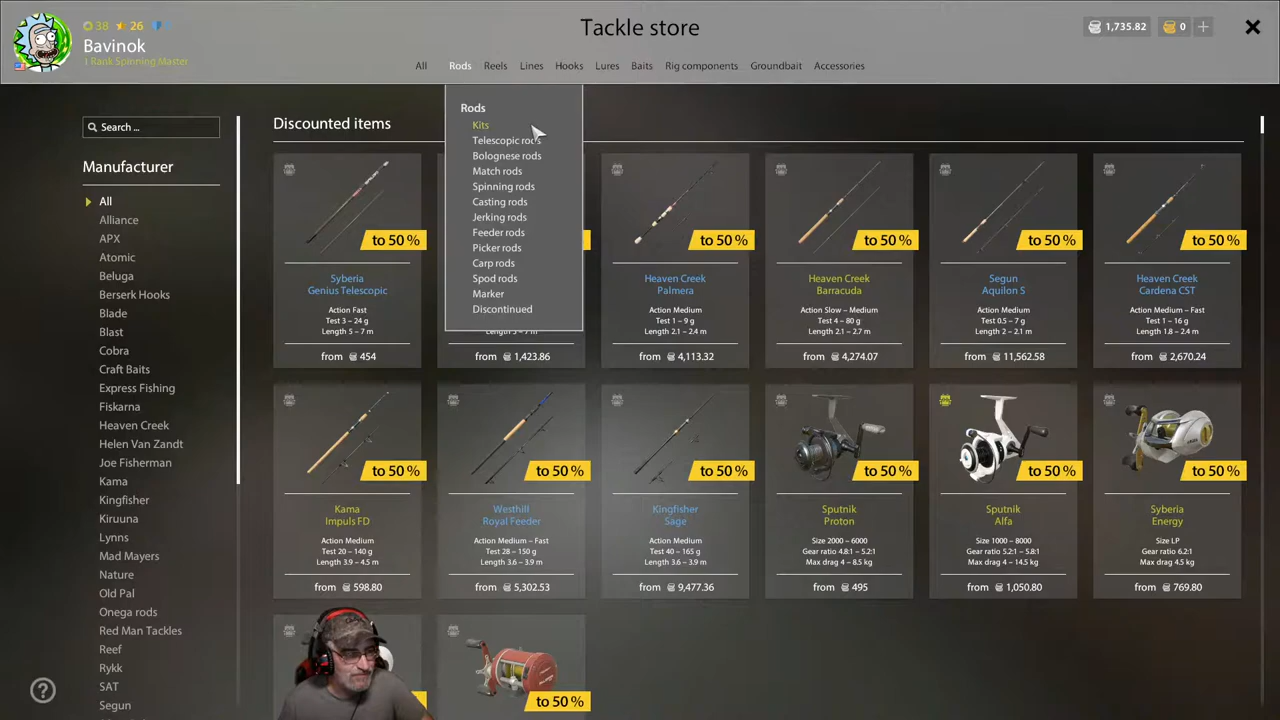 38 26
Bavinok
1 Rank Spinning Master
Tackle store
1,735.82
0
All Rods Reels Lines Hooks Lures Baits Rig components Groundbait Accessories
Rods
Kits
Telescopic rods
Bolognese rods
Match rods
Spinning rods
Casting rods
Jerking rods
Feeder rods
Picker rods
Carp rods
Spod rods
Marker
Discontinued
Search ...
Manufacturer
All
Alliance
APX
Atomic
Beluga
Berserk Hooks
Blade
Blast
Cobra
Craft Baits
Express Fishing
Fiskarna
Heaven Creek
Helen Van Zandt
Joe Fisherman
Kama
Kingfisher
Kiruuna
Lynns
Mad Mayers
Nature
Old Pal
Onega rods
Red Man Tackles
Reef
Rykk
SAT
Segun
Discounted items
to 50 %
Syberia
Genius Telescopic
Action Fast
Test 3 – 24 g
Length 5 – 7 m
from 454
from 1,423.86
to 50 %
Heaven Creek
Palmera
Action Medium
Test 1 – 9 g
Length 2.1 – 2.4 m
from 4,113.32
to 50 %
Heaven Creek
Barracuda
Action Slow – Medium
Test 4 – 80 g
Length 2.1 – 2.7 m
from 4,274.07
to 50 %
Segun
Aquilon S
Action Medium
Test 0.5 – 7 g
Length 2 – 2.1 m
from 11,562.58
to 50 %
Heaven Creek
Cardena CST
Action Medium – Fast
Test 1 – 16 g
Length 1.8 – 2.4 m
from 2,670.24
to 50 %
Kama
Impuls FD
Action Medium
Test 20 – 140 g
Length 3.9 – 4.5 m
from 598.80
to 50 %
Westhill
Royal Feeder
Action Medium – Fast
Test 28 – 150 g
Length 3.6 – 3.9 m
from 5,302.53
to 50 %
Kingfisher
Sage
Action Medium
Test 40 – 165 g
Length 3.6 – 3.9 m
from 9,477.36
to 50 %
Sputnik
Proton
Size 2000 – 6000
Gear ratio 4.8:1 – 5.2:1
Max drag 4 – 8.5 kg
from 495
to 50 %
Sputnik
Alfa
Size 1000 – 8000
Gear ratio 5.2:1 – 5.8:1
Max drag 4 – 14.5 kg
from 1,050.80
to 50 %
Syberia
Energy
Size LP
Gear ratio 6.2:1
Max drag 4.5 kg
from 769.80
%
to 50 %